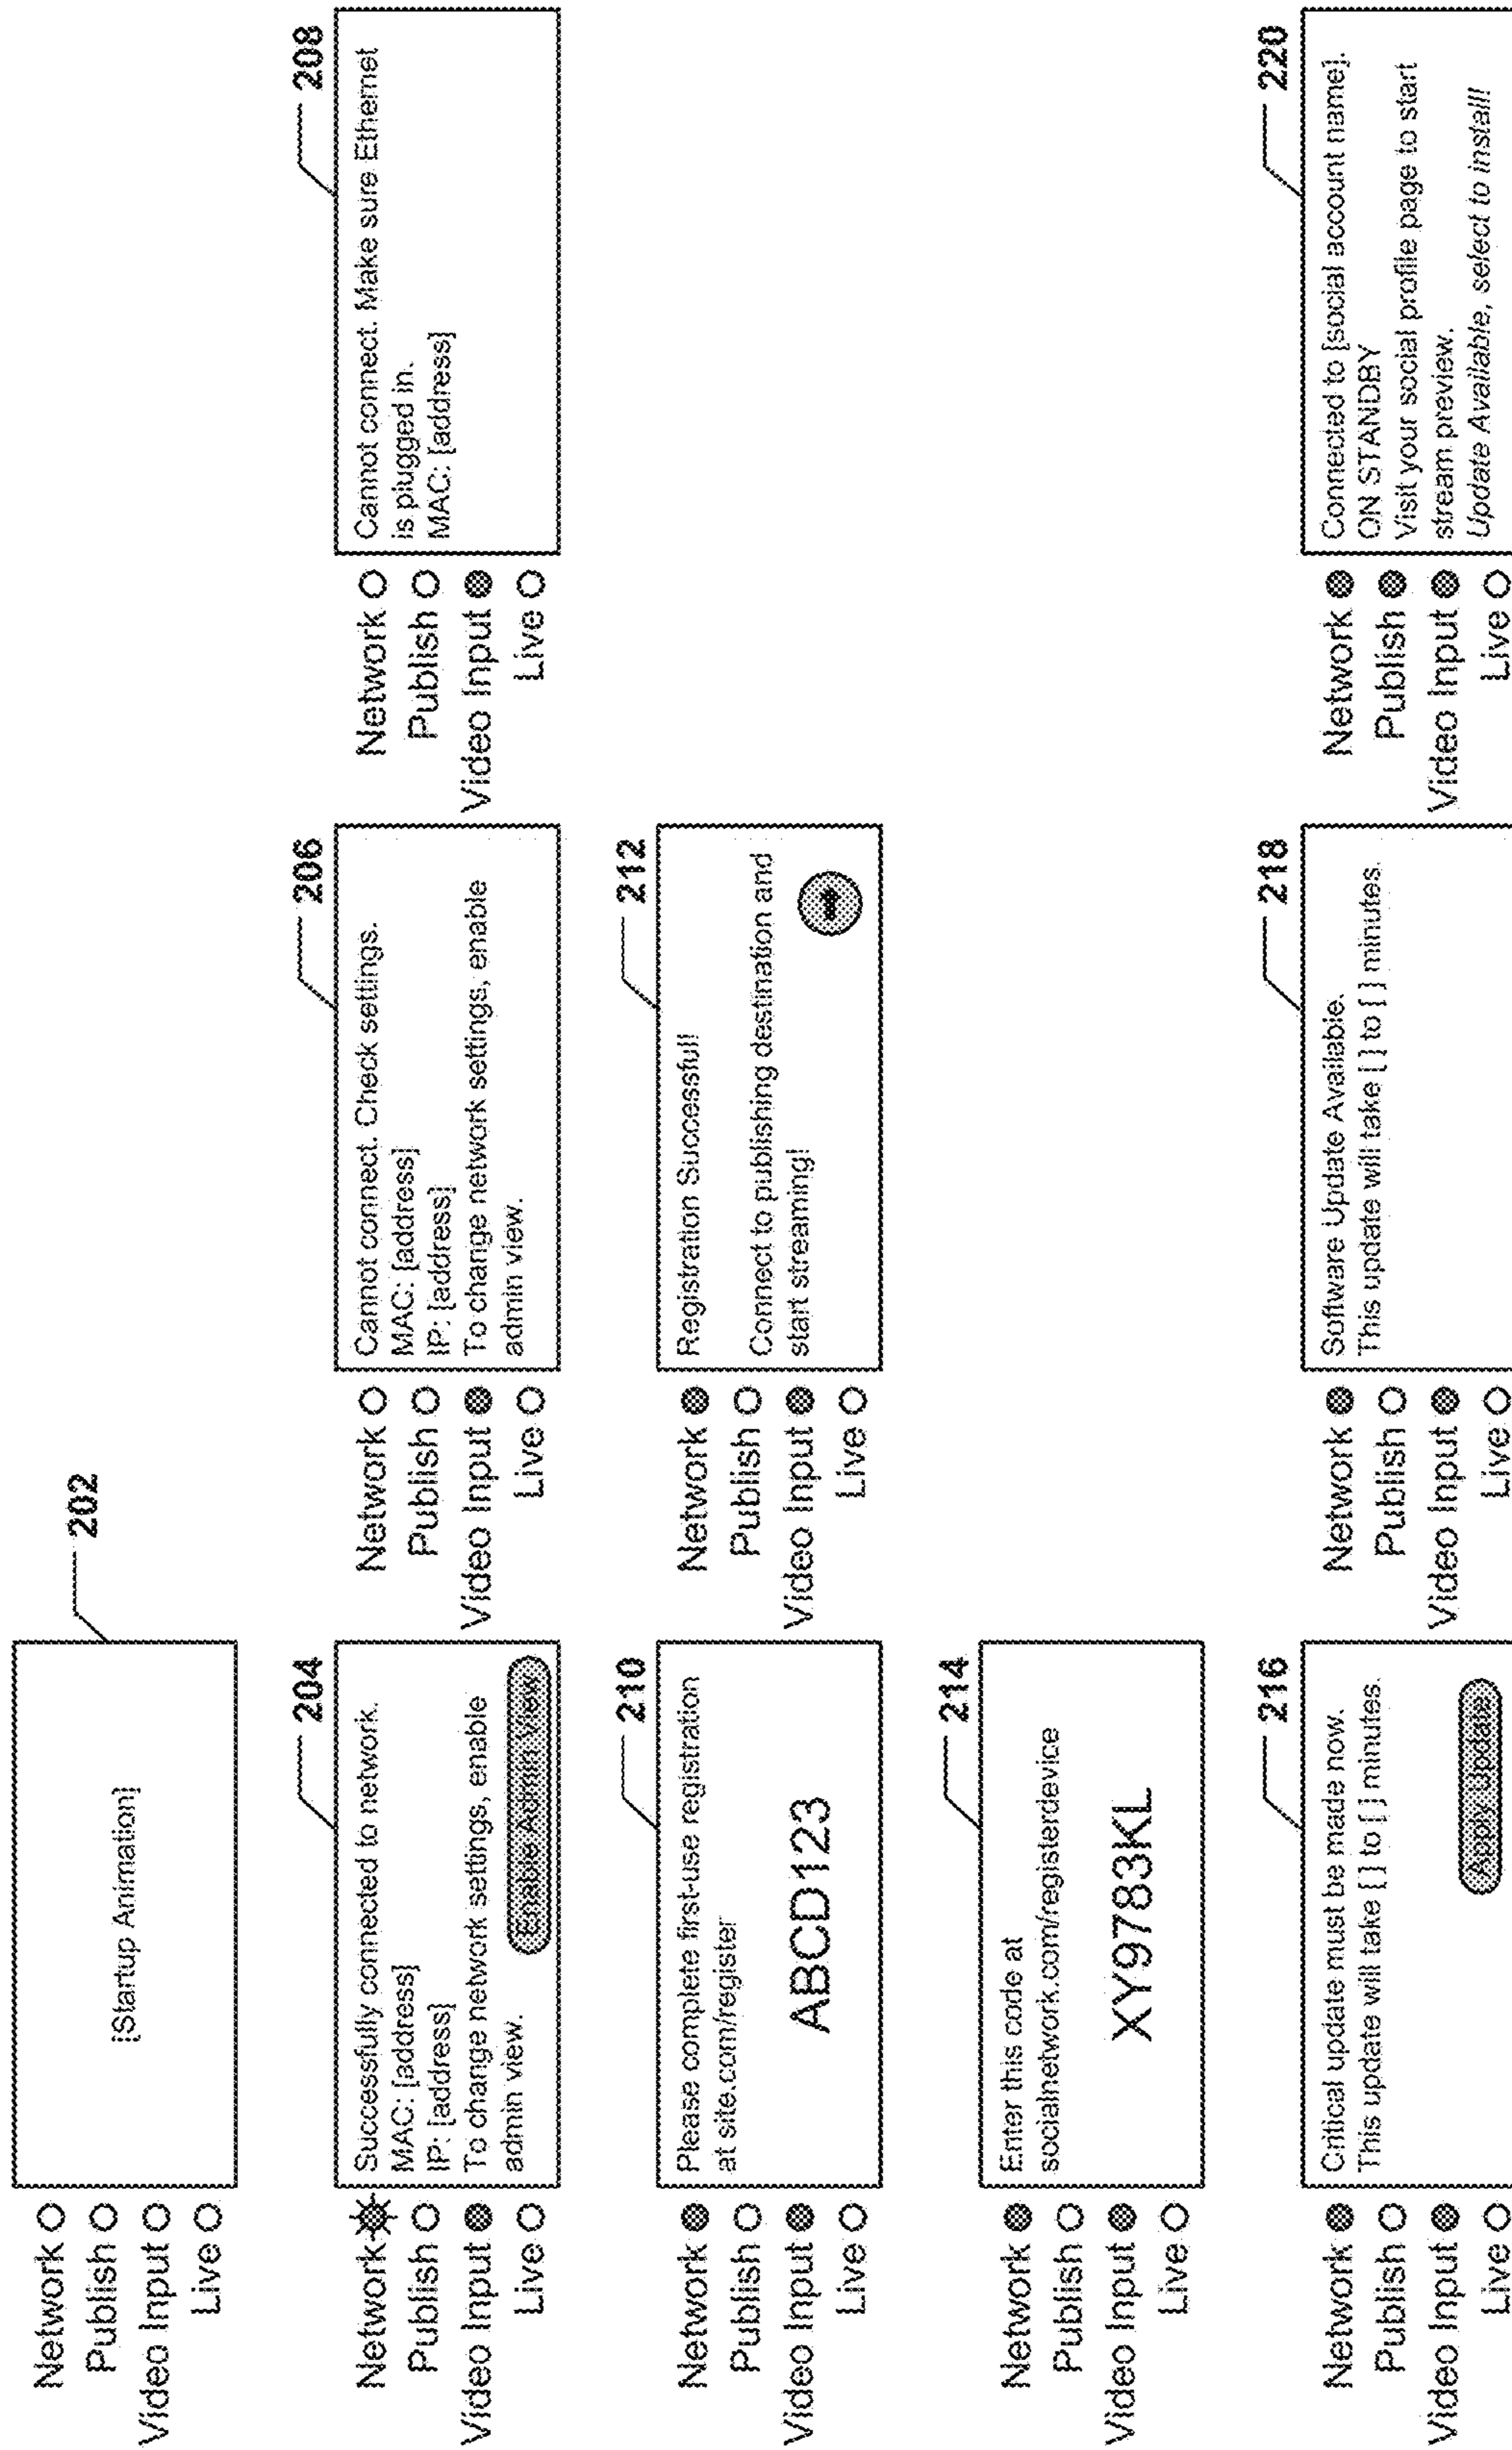 202
Network
Publish
Video Input
Live
[Startup Animation]
204
Network
Publish
Video Input
Live
Successfully connected to network.
MAC: [address]
IP: [address]
To change network settings, enable
admin view.
Enable Admin View
206
Network
Publish
Video Input
Live
Cannot connect. Check settings.
MAC: [address]
IP: [address]
To change network settings, enable
admin view.
208
Network
Publish
Video Input
Live
Cannot connect. Make sure Ethernet
is plugged in.
MAC: [address]
210
Network
Publish
Video Input
Live
Please complete first-use registration
at site.com/register
ABCD123
212
Network
Publish
Video Input
Live
Registration Successful!
Connect to publishing destination and
start streaming!
214
Network
Publish
Video Input
Live
Enter this code at
socialnetwork.com/registerdevice
XY9783KL
216
Network
Publish
Video Input
Live
Critical update must be made now.
This update will take [ ] to [ ] minutes.
Apply Update
218
Network
Publish
Video Input
Live
Software Update Available.
This update will take [ ] to [ ] minutes.
220
Network
Publish
Video Input
Live
Connected to [social account name].
ON STANDBY
Visit your social profile page to start
stream preview.
Update Available, select to install!